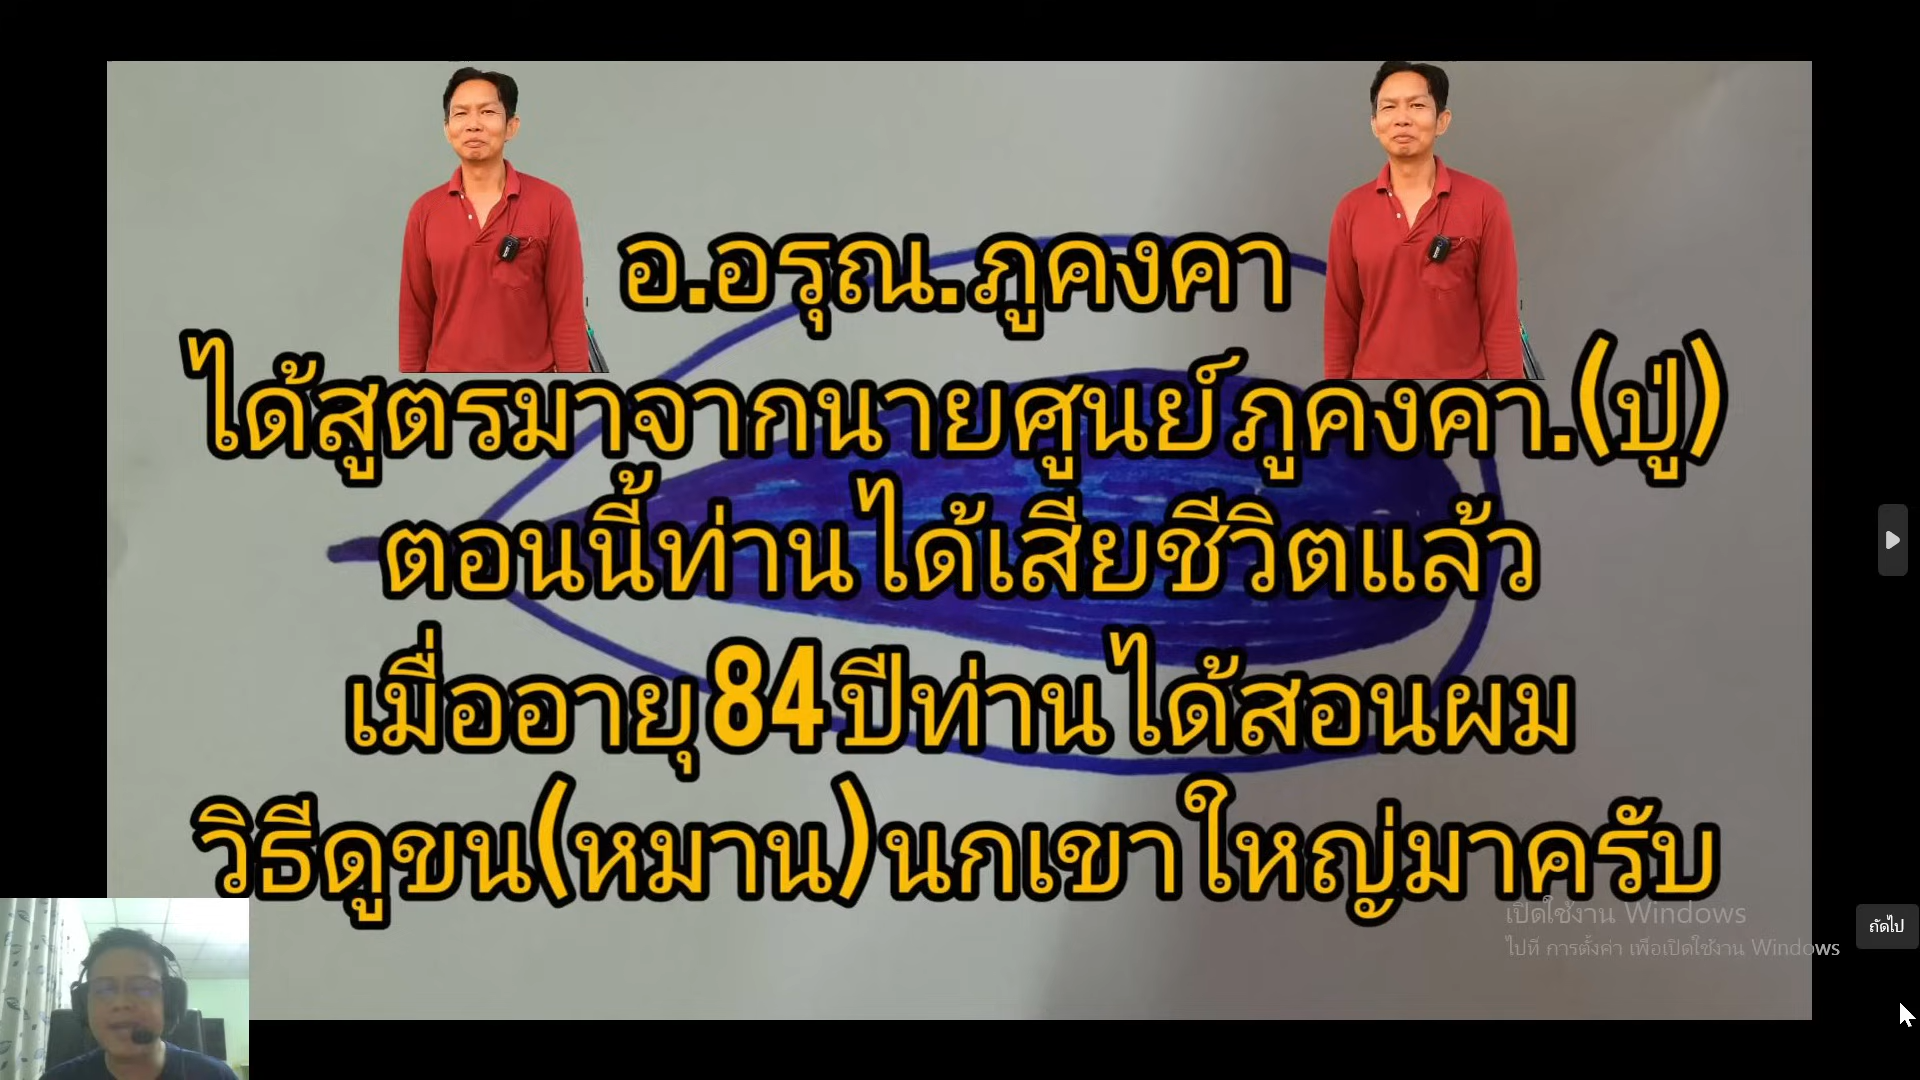 อ.อรุณ.ภูคงคา
ได้สูตรมาจากนายศูนย์ ภูคงคา.(ปู่)
ตอนนี้ท่านได้เสียชีวิตแล้ว
เมื่ออายุ 84 ปีท่านได้สอนผม
วิธีดูขน(หมาน)นกเขาใหญ่มาครับ
เปิดใช้งาน Windows
ไปที่ การตั้งค่า เพื่อเปิดใช้งาน Windows
ถัดไป